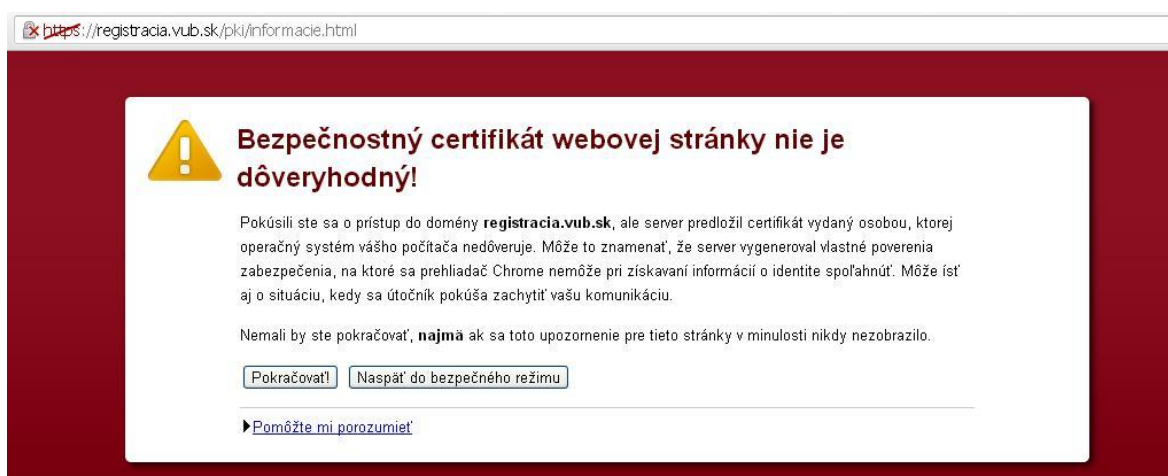 https://registracia.vub.sk/pki/informacie.html
Bezpečnostný certifikát webovej stránky nie je
dôveryhodný!
Pokúsili ste sa o prístup do domény registracia.vub.sk, ale server predložil certifikát vydaný osobou, ktorej
operačný systém vášho počítača nedôveruje. Môže to znamenať, že server vygeneroval vlastné poverenia
zabezpečenia, na ktoré sa prehliadač Chrome nemôže pri získavaní informácií o identite spoľahnúť. Môže ísť
aj o situáciu, kedy sa útočník pokúša zachytiť vašu komunikáciu.
Nemali by ste pokračovať, najmä ak sa toto upozornenie pre tieto stránky v minulosti nikdy nezobrazilo.
Pokračovať! Naspäť do bezpečného režimu
Pomôžte mi porozumieť